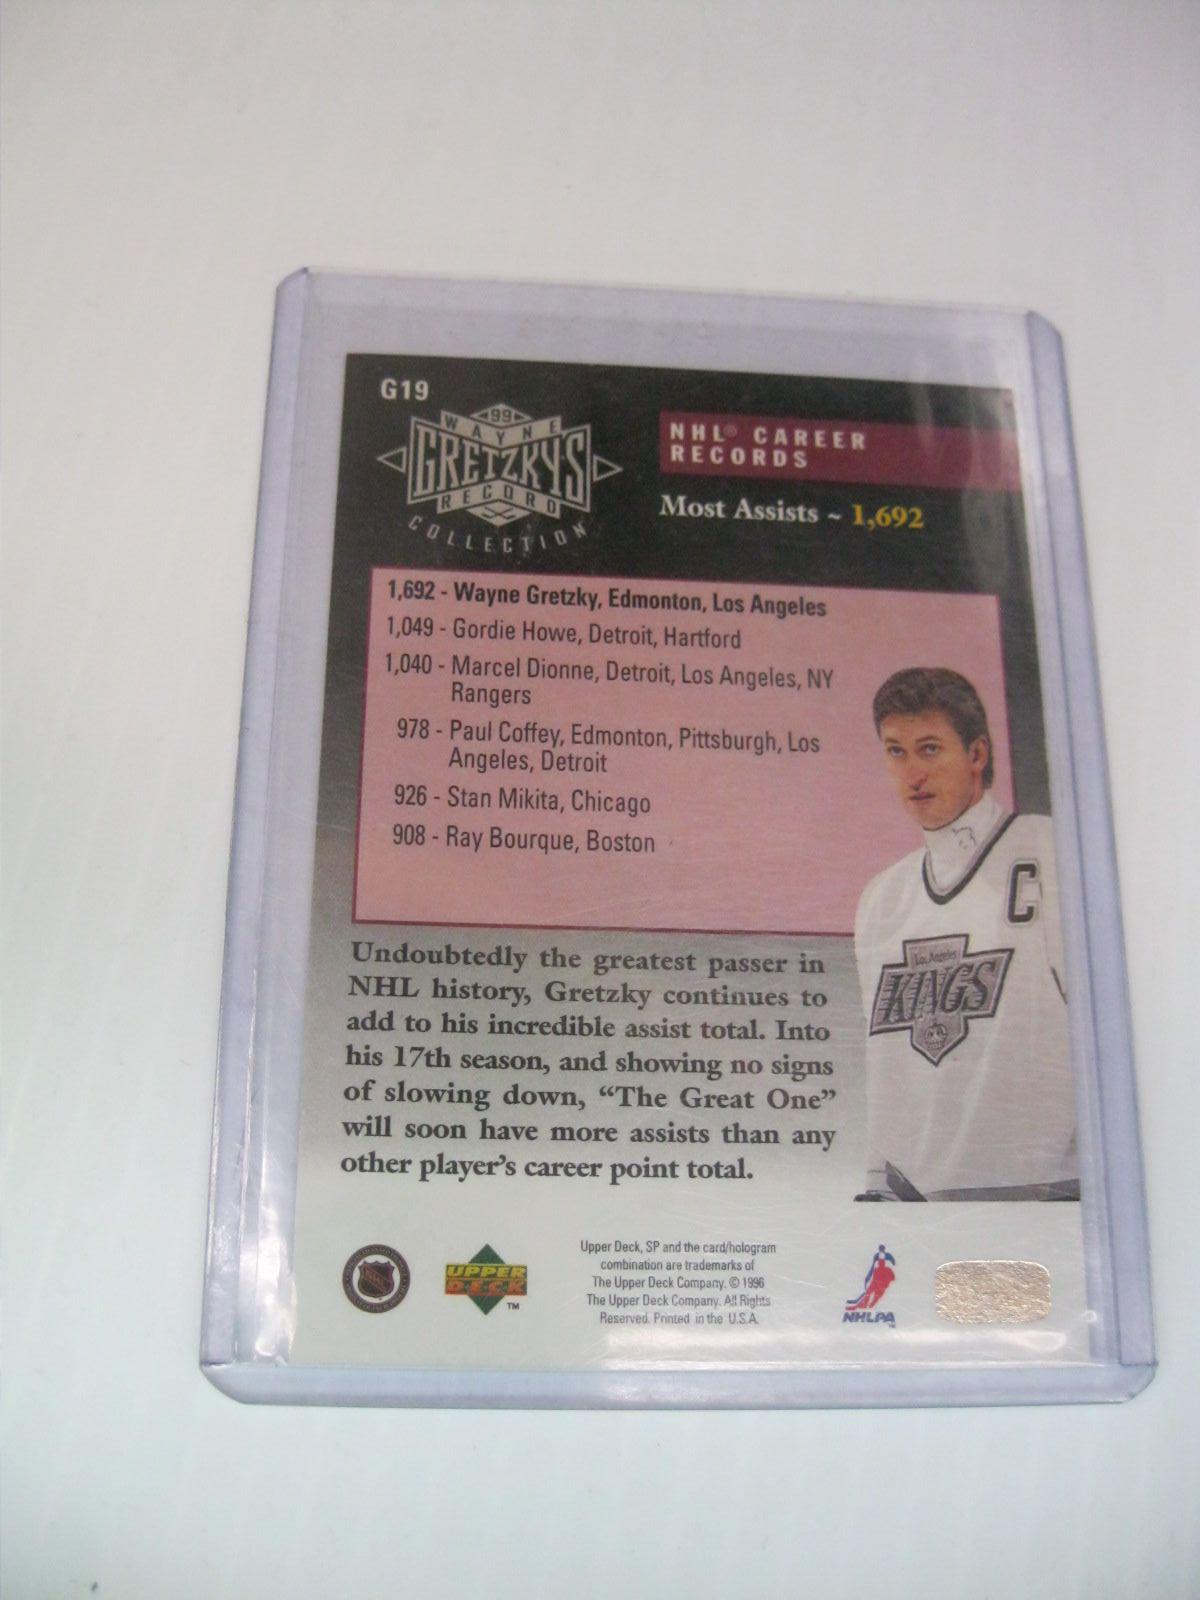 G19
99
WAYNE
GRETZKY'S
RECORD
COLLECTION
NHL® CAREER
RECORDS
Most Assists ~ 1,692
1,692 - Wayne Gretzky, Edmonton, Los Angeles
1,049 - Gordie Howe, Detroit, Hartford
1,040 - Marcel Dionne, Detroit, Los Angeles, NY
Rangers
978 - Paul Coffey, Edmonton, Pittsburgh, Los
Angeles, Detroit
926 - Stan Mikita, Chicago
908 - Ray Bourque, Boston
C
Los Angeles
KINGS
Undoubtedly the greatest passer in
NHL history, Gretzky continues to
add to his incredible assist total. Into
his 17th season, and showing no signs
of slowing down, “The Great One”
will soon have more assists than any
other player's career point total.
NHL
UPPER
DECK
™
Upper Deck, SP and the card/hologram
combination are trademarks of
The Upper Deck Company. © 1996
The Upper Deck Company. All Rights
Reserved. Printed in the U.S.A.
NHLPA
™